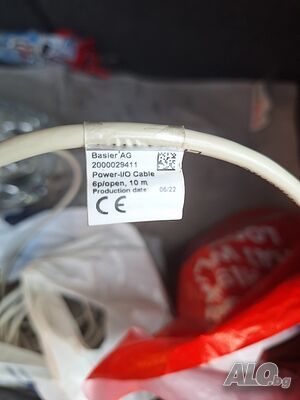 Basler AG
2000029411
Power-I/O Cable
6p/open, 10 m
Production date 06/22
CE
ALO.bg